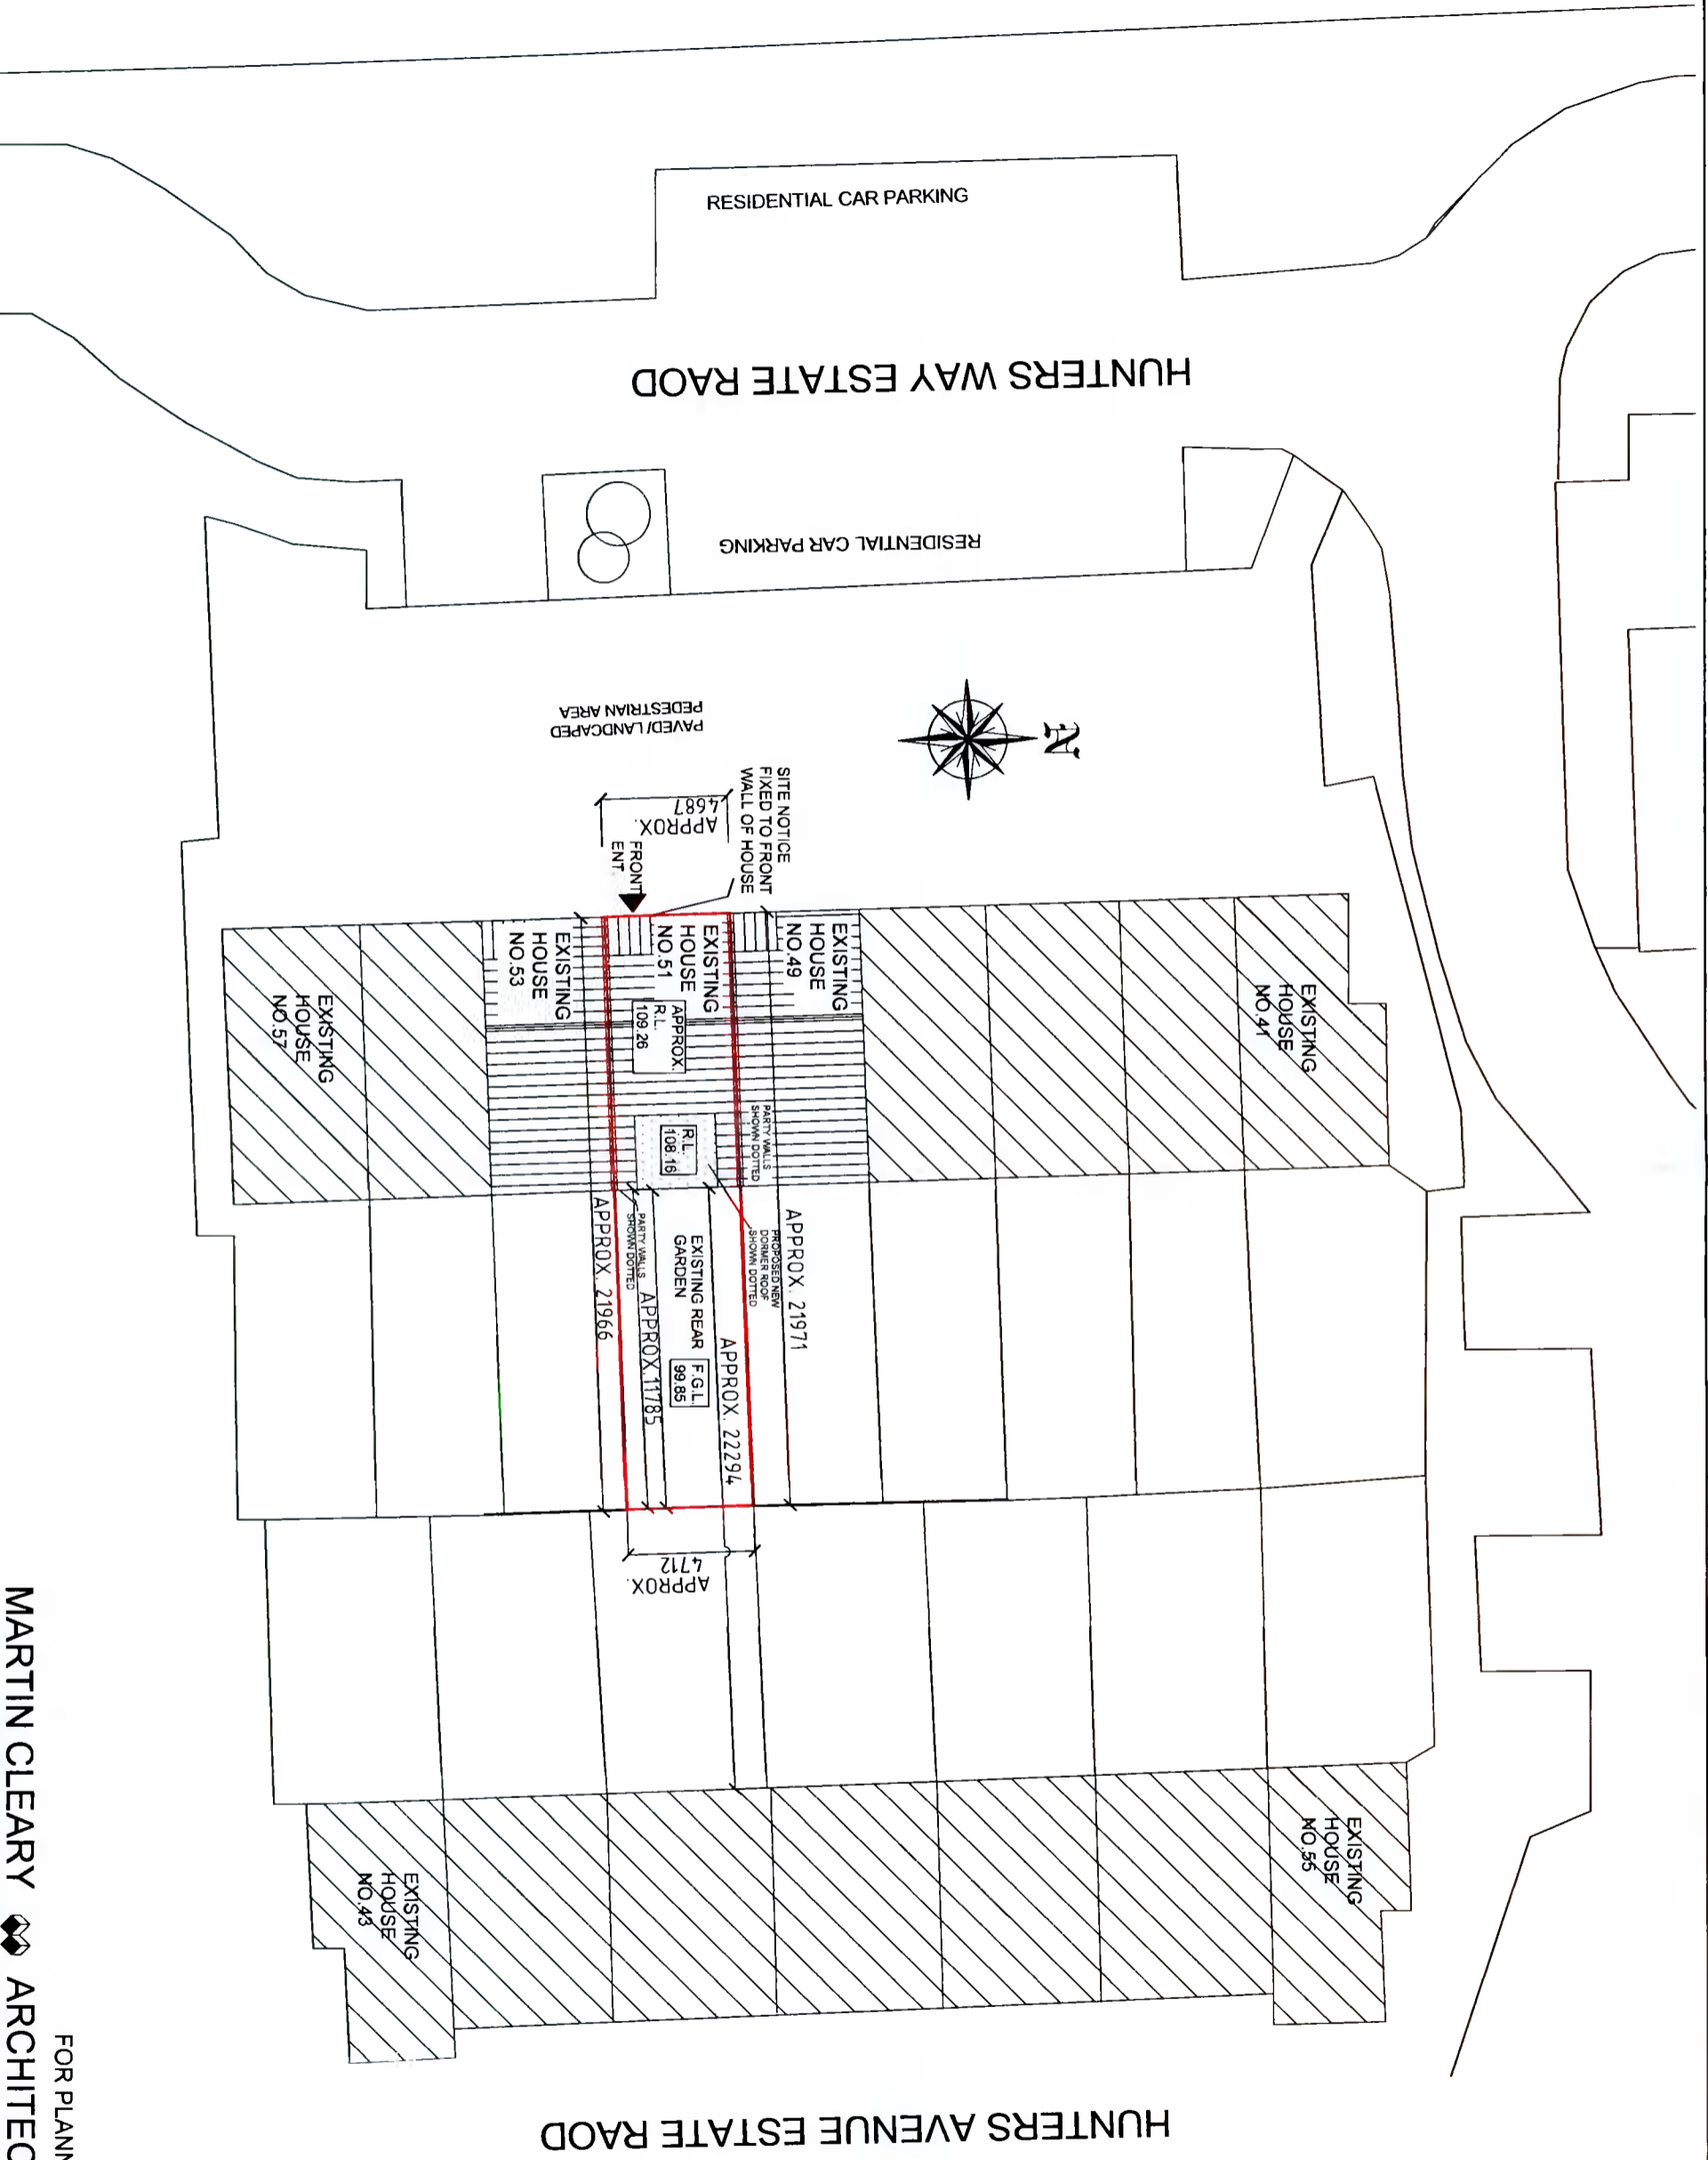 RESIDENTIAL CAR PARKING
HUNTERS WAY ESTATE RAOD
RESIDENTIAL CAR PARKING
PAVED/LANDSCAPED
PEDESTRIAN AREA
N
SITE NOTICE
FIXED TO FRONT
WALL OF HOUSE
APPROX.
4687
FRONT
ENT.
EXISTING
HOUSE
NO.49
EXISTING
HOUSE
NO.51
EXISTING
HOUSE
NO.53
EXISTING
HOUSE
NO.57
EXISTING
HOUSE
NO.41
APPROX.
R.L.
109.26
R.L.
108.16
PARTY WALLS
SHOWN DOTTED
PROPOSED NEW
DORMER ROOF
SHOWN DOTTED
PARTY WALLS
SHOWN DOTTED
APPROX. 21971
APPROX. 22294
EXISTING REAR
GARDEN
F.G.L.
99.85
APPROX.11785
APPROX. 21966
APPROX.
4712
EXISTING
HOUSE
NO.55
EXISTING
HOUSE
NO.43
HUNTERS AVENUE ESTATE RAOD
FOR PLANN
MARTIN CLEARY ARCHITEC